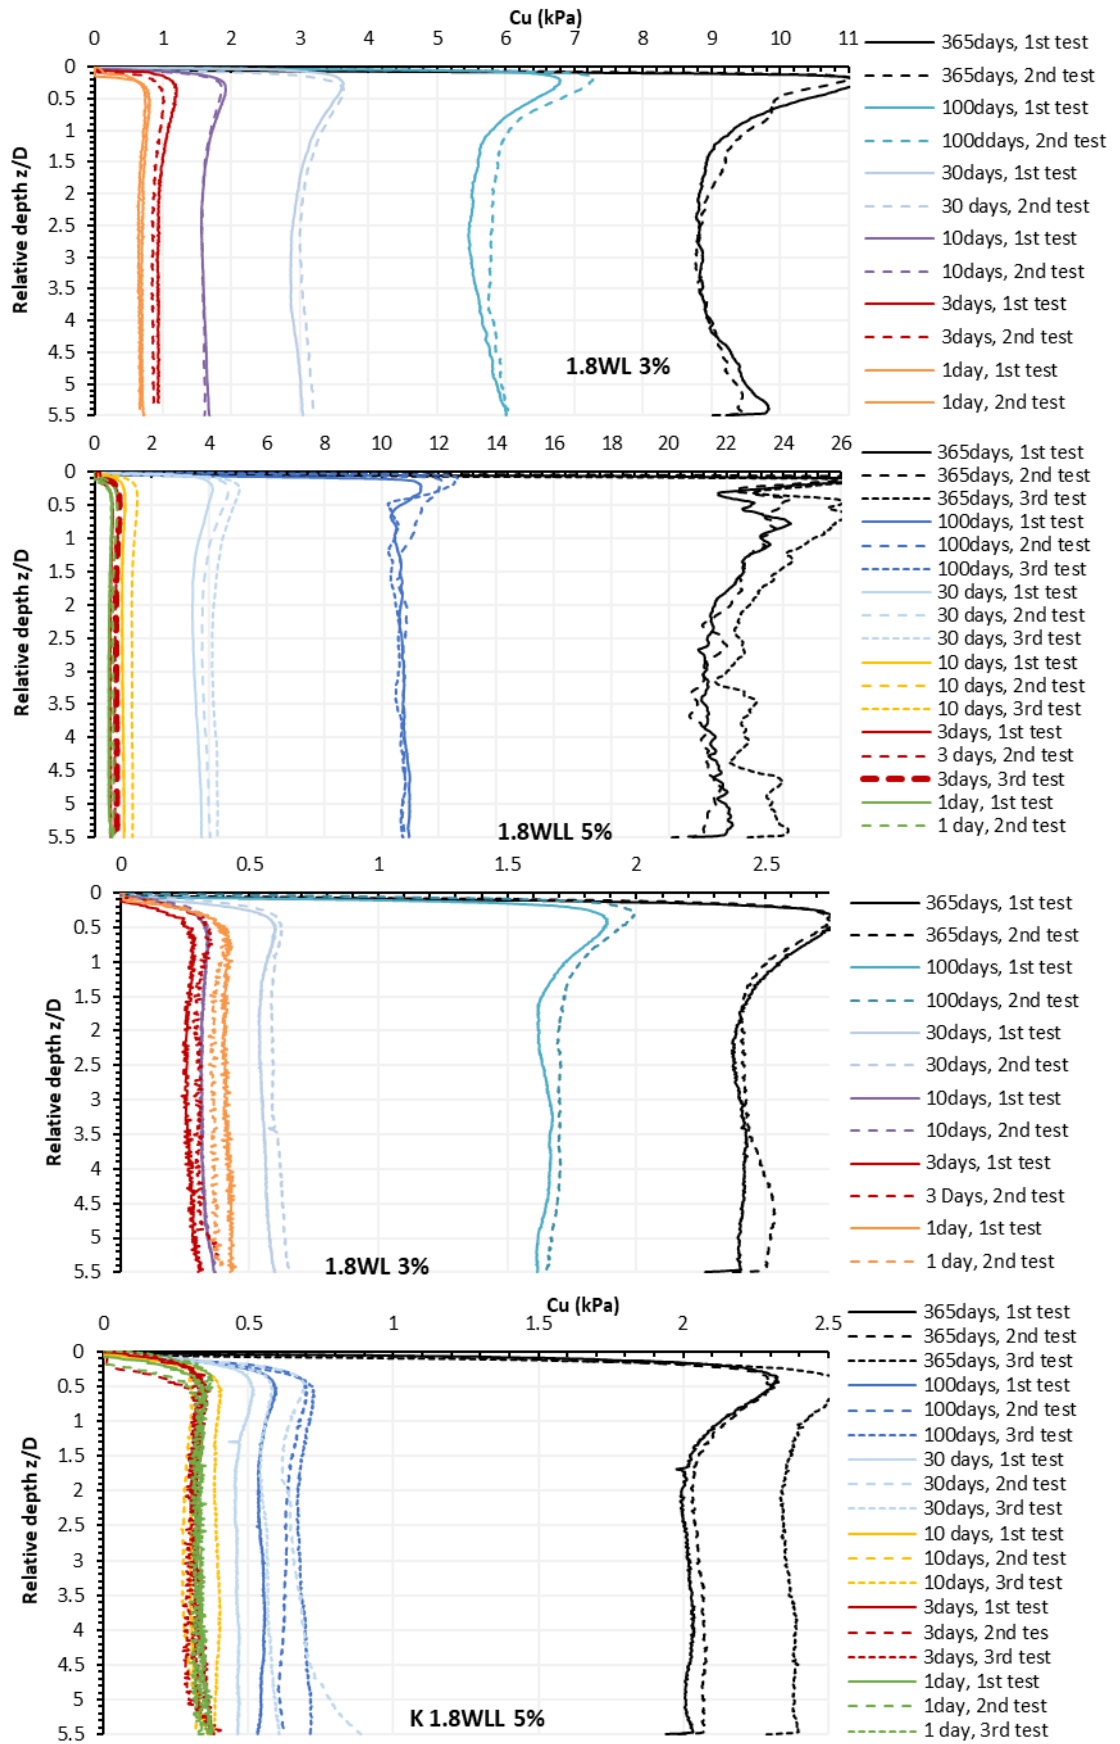 Cu (kPa)
0 1 2 3 4 5 6 7 8 9 10 11
Relative depth z/D
0
0.5
1
1.5
2
2.5
3
3.5
4
4.5
5
5.5
1.8WL 3%
365days, 1st test
365days, 2nd test
100days, 1st test
100ddays, 2nd test
30days, 1st test
30 days, 2nd test
10days, 1st test
10days, 2nd test
3days, 1st test
3days, 2nd test
1day, 1st test
1day, 2nd test
0 2 4 6 8 10 12 14 16 18 20 22 24 26
Relative depth z/D
0
0.5
1
1.5
2
2.5
3
3.5
4
4.5
5
5.5
1.8WLL 5%
365days, 1st test
365days, 2nd test
365days, 3rd test
100days, 1st test
100days, 2nd test
100days, 3rd test
30 days, 1st test
30 days, 2nd test
30 days, 3rd test
10 days, 1st test
10 days, 2nd test
10 days, 3rd test
3days, 1st test
3 days, 2nd test
3days, 3rd test
1day, 1st test
1 day, 2nd test
0 0.5 1 1.5 2 2.5
Relative depth z/D
0
0.5
1
1.5
2
2.5
3
3.5
4
4.5
5
5.5
1.8WL 3%
365days, 1st test
365days, 2nd test
100days, 1st test
100days, 2nd test
30days, 1st test
30days, 2nd test
10days, 1st test
10days, 2nd test
3days, 1st test
3 Days, 2nd test
1day, 1st test
1 day, 2nd test
Cu (kPa)
0 0.5 1 1.5 2 2.5
Relative depth z/D
0
0.5
1
1.5
2
2.5
3
3.5
4
4.5
5
5.5
K 1.8WLL 5%
365days, 1st test
365days, 2nd test
365days, 3rd test
100days, 1st test
100days, 2nd test
100days, 3rd test
30 days, 1st test
30days, 2nd test
30days, 3rd test
10 days, 1st test
10days, 2nd test
10days, 3rd test
3days, 1st test
3days, 2nd tes
3days, 3rd test
1day, 1st test
1day, 2nd test
1 day, 3rd test